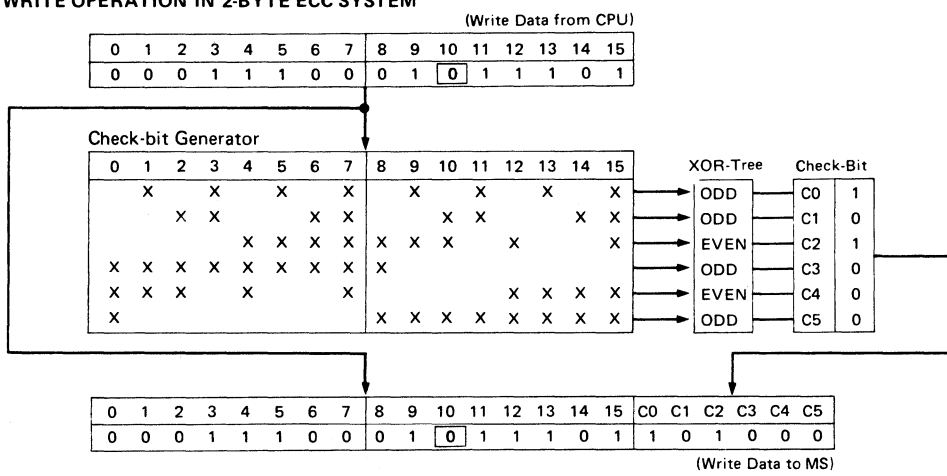 WRITE OPERATION IN 2-BYTE ECC SYSTEM
(Write Data from CPU)
0 1 2 3 4 5 6 7 8 9 10 11 12 13 14 15
0 0 0 1 1 1 0 0 0 1 0 1 1 1 0 1
Check-bit Generator
0 1 2 3 4 5 6 7 8 9 10 11 12 13 14 15 XOR-Tree Check-Bit
X X X X X X X X ODD C0 1
X X X X X X X X ODD C1 0
X X X X X X X X X EVEN C2 1
X X X X X X X X X ODD C3 0
X X X X X X X X X EVEN C4 0
X X X X X X X X X ODD C5 0
0 1 2 3 4 5 6 7 8 9 10 11 12 13 14 15 C0 C1 C2 C3 C4 C5
0 0 0 1 1 1 0 0 0 1 0 1 1 1 0 1 1 0 1 0 0 0
(Write Data to MS)